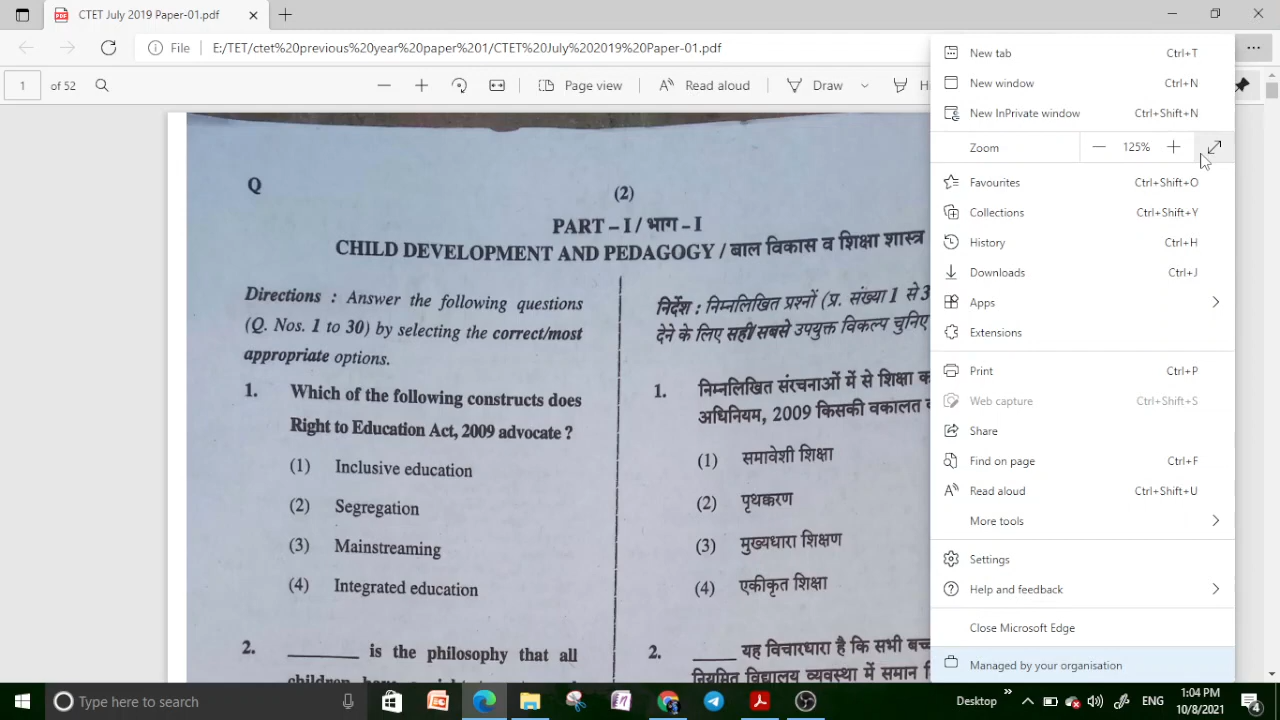 CTET July 2019 Paper-01.pdf
File E:/TET/ctet%20previous%20year%20paper%201/CTET%20July%202019%20Paper-01.pdf
1 of 52 Page view Read aloud Draw
Q
(2)
PART – I / भाग – I
CHILD DEVELOPMENT AND PEDAGOGY / बाल विकास व शिक्षा शास्त्र
Directions : Answer the following questions
(Q. Nos. 1 to 30) by selecting the correct/most
appropriate options.
1. Which of the following constructs does
Right to Education Act, 2009 advocate ?
(1) Inclusive education
(2) Segregation
(3) Mainstreaming
(4) Integrated education
2. _______ is the philosophy that all
निर्देश : निम्नलिखित प्रश्नों (प्र. संख्या 1 से 3
देने के लिए सही/सबसे उपयुक्त विकल्प चुनिए
1. निम्नलिखित संरचनाओं में से शिक्षा क
अधिनियम, 2009 किसकी वकालत
(1) समावेशी शिक्षा
(2) पृथक्करण
(3) मुख्यधारा शिक्षण
(4) एकीकृत शिक्षा
2. ____ यह विचारधारा है कि सभी बच्
नियमित विद्यालय व्यवस्था में समान
New tab Ctrl+T
New window Ctrl+N
New InPrivate window Ctrl+Shift+N
Zoom 125%
Favourites Ctrl+Shift+O
Collections Ctrl+Shift+Y
History Ctrl+H
Downloads Ctrl+J
Apps
Extensions
Print Ctrl+P
Web capture Ctrl+Shift+S
Share
Find on page Ctrl+F
Read aloud Ctrl+Shift+U
More tools
Settings
Help and feedback
Close Microsoft Edge
Managed by your organisation
Type here to search
Desktop
ENG
1:04 PM
10/8/2021
4